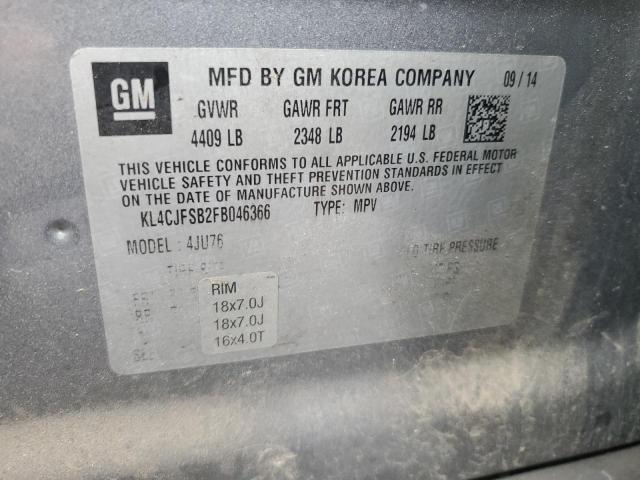 GM MFD BY GM KOREA COMPANY 09/14
GVWR GAWR FRT GAWR RR
4409 LB 2348 LB 2194 LB
THIS VEHICLE CONFORMS TO ALL APPLICABLE U.S. FEDERAL MOTOR
VEHICLE SAFETY AND THEFT PREVENTION STANDARDS IN EFFECT
ON THE DATE OF MANUFACTURE SHOWN ABOVE.
KL4CJFSB2FB046366 TYPE: MPV
MODEL: 4JU76
TIRE PRESSURE
RIM
18x7.0J
18x7.0J
16x4.0T